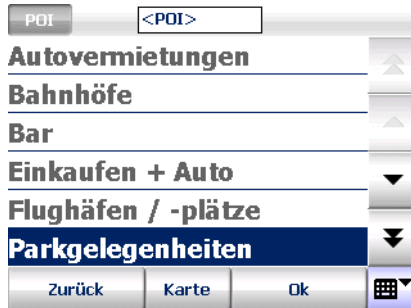 POI <POI>
Autovermietungen
Bahnhöfe
Bar
Einkaufen + Auto
Flughäfen / -plätze
Parkgelegenheiten
Zurück Karte Ok